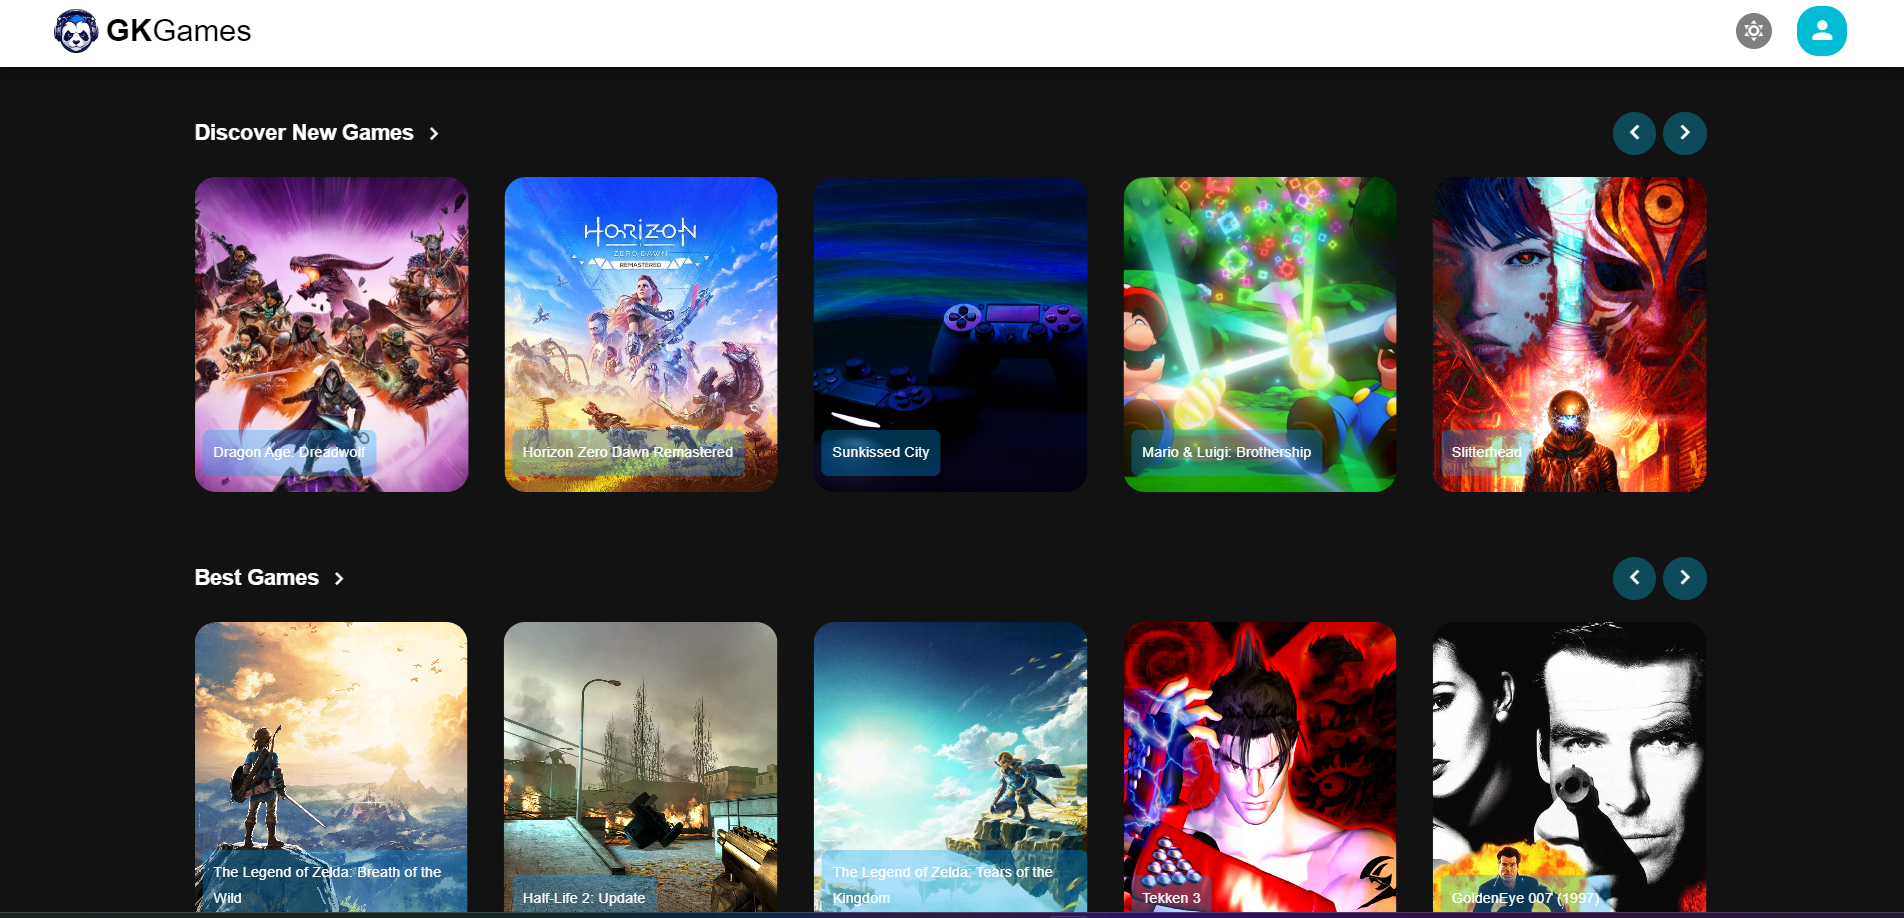 GKGames
Discover New Games
HORIZON
ZERO DAWN
REMASTERED
Dragon Age: Dreadwolf
Horizon Zero Dawn Remastered
Sunkissed City
Mario & Luigi: Brothership
Slitterhead
Best Games
The Legend of Zelda: Breath of the
Wild
Half-Life 2: Update
The Legend of Zelda: Tears of the
Kingdom
Tekken 3
GoldenEye 007 (1997)